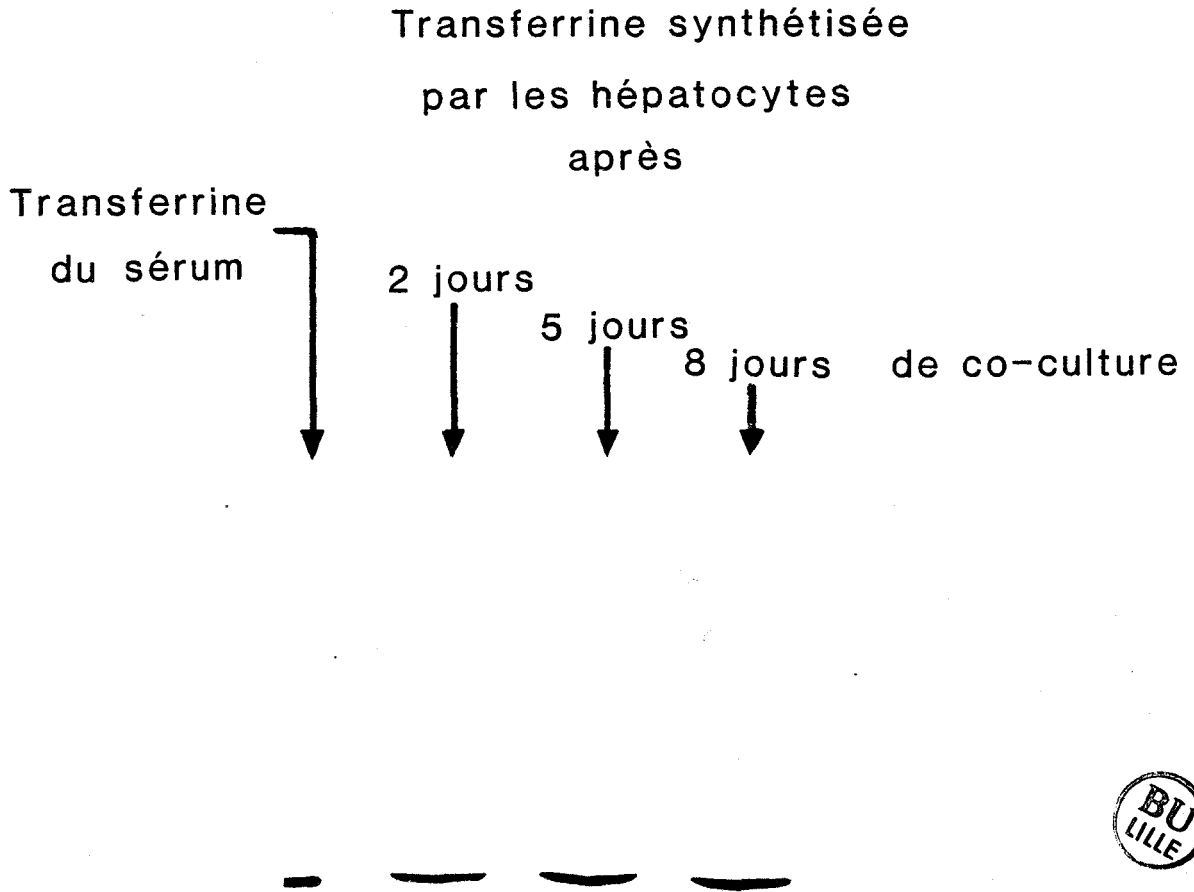 Transferrine synthétisée
par les hépatocytes
après
Transferrine
du sérum
2 jours
5 jours
8 jours de co-culture
BU
LILLE